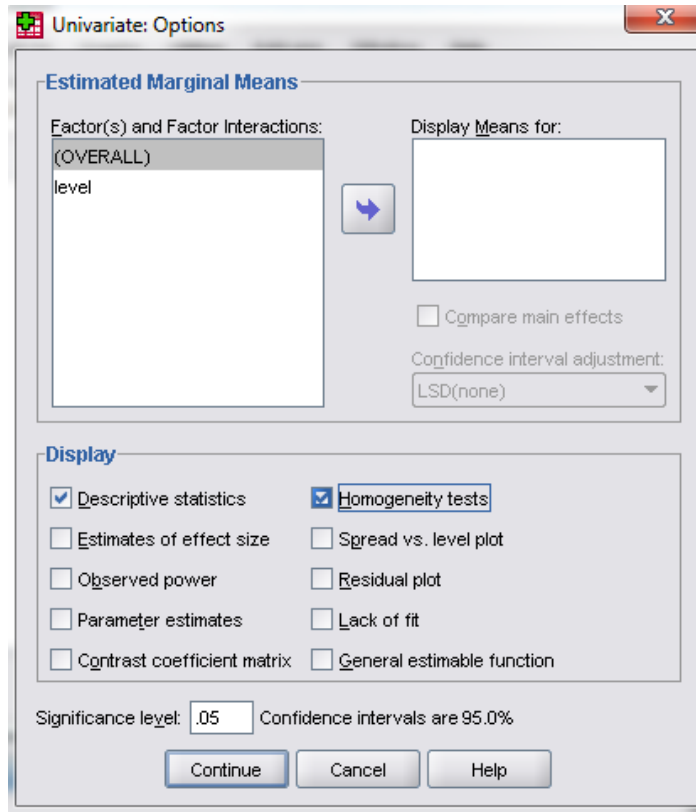 Univariate: Options
Estimated Marginal Means
Factor(s) and Factor Interactions:
(OVERALL)
level
Display Means for:
Compare main effects
Confidence interval adjustment:
LSD(none)
Display
Descriptive statistics
Homogeneity tests
Estimates of effect size
Spread vs. level plot
Observed power
Residual plot
Parameter estimates
Lack of fit
Contrast coefficient matrix
General estimable function
Significance level: .05 Confidence intervals are 95.0%
Continue Cancel Help